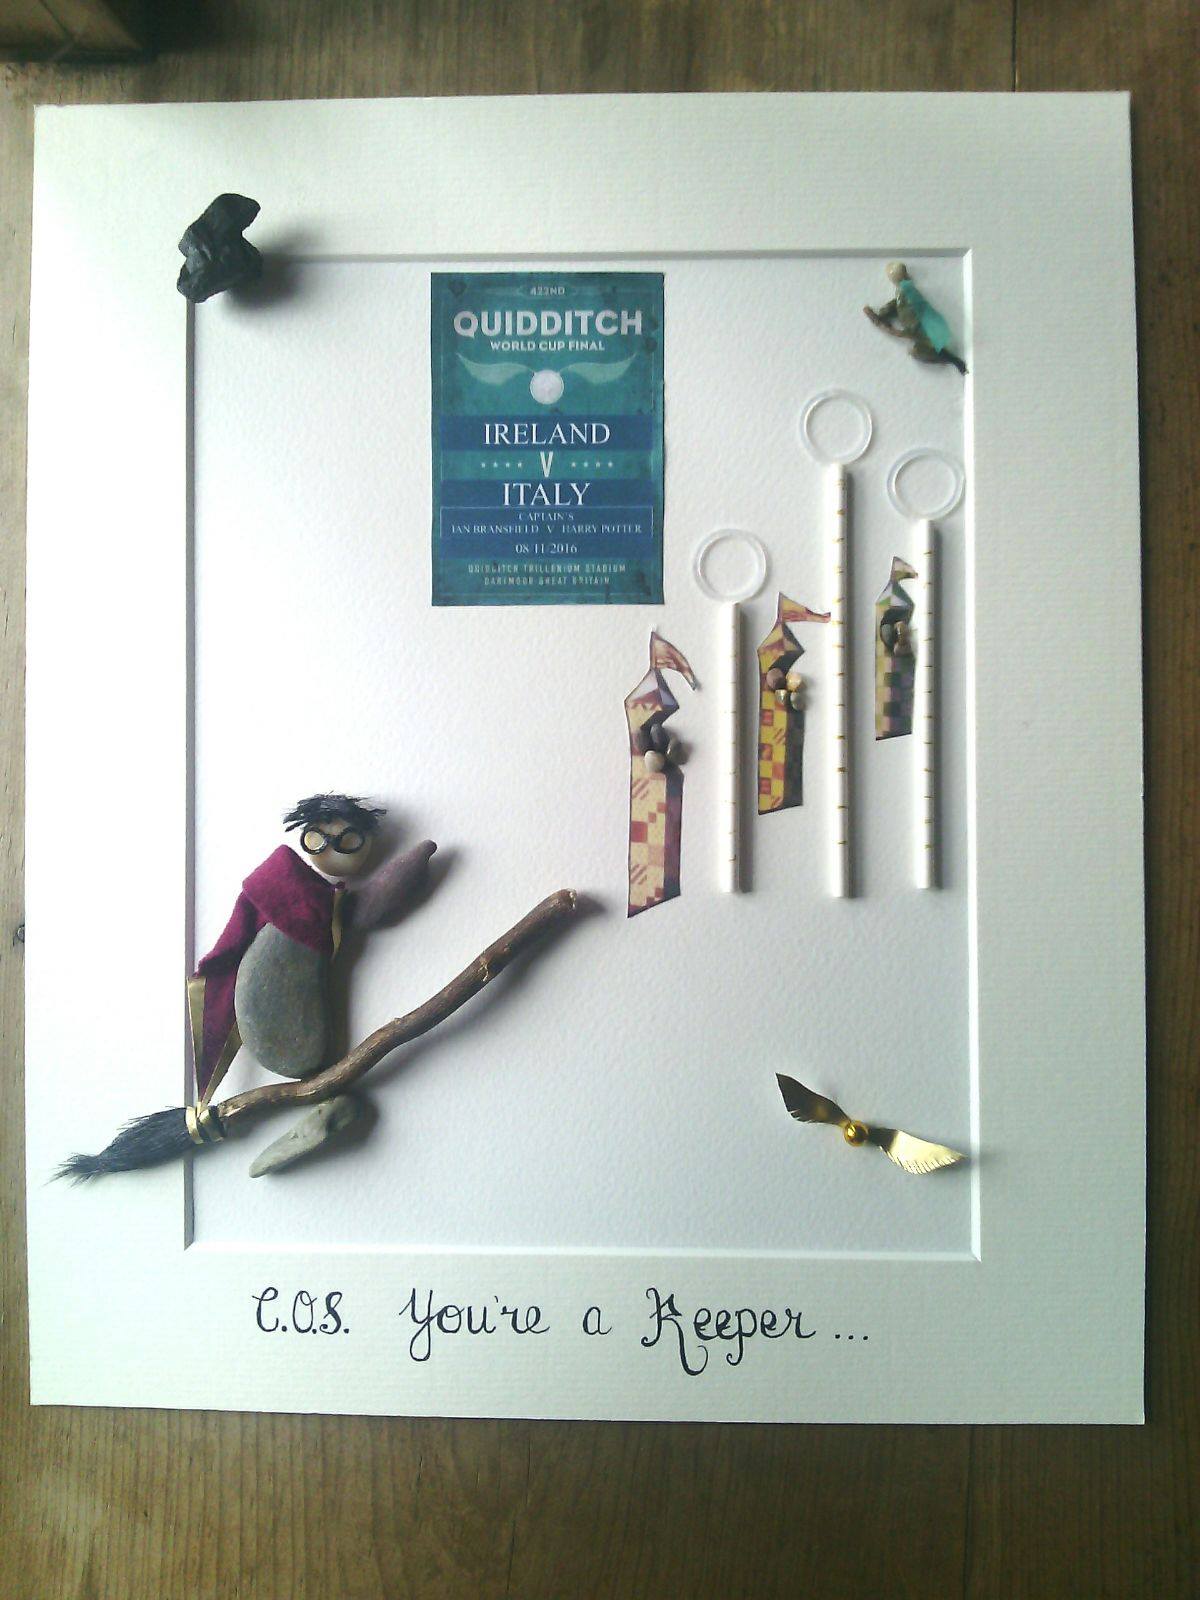 422ND
QUIDDITCH
WORLD CUP FINAL
IRELAND
V
ITALY
CAPTAIN'S
IAN BRANSFIELD V HARRY POTTER
08 11 2016
QUIDDITCH TRILLENIUM STADIUM
DARTMOOR GREAT BRITAIN
C.O.S. You're a Keeper...